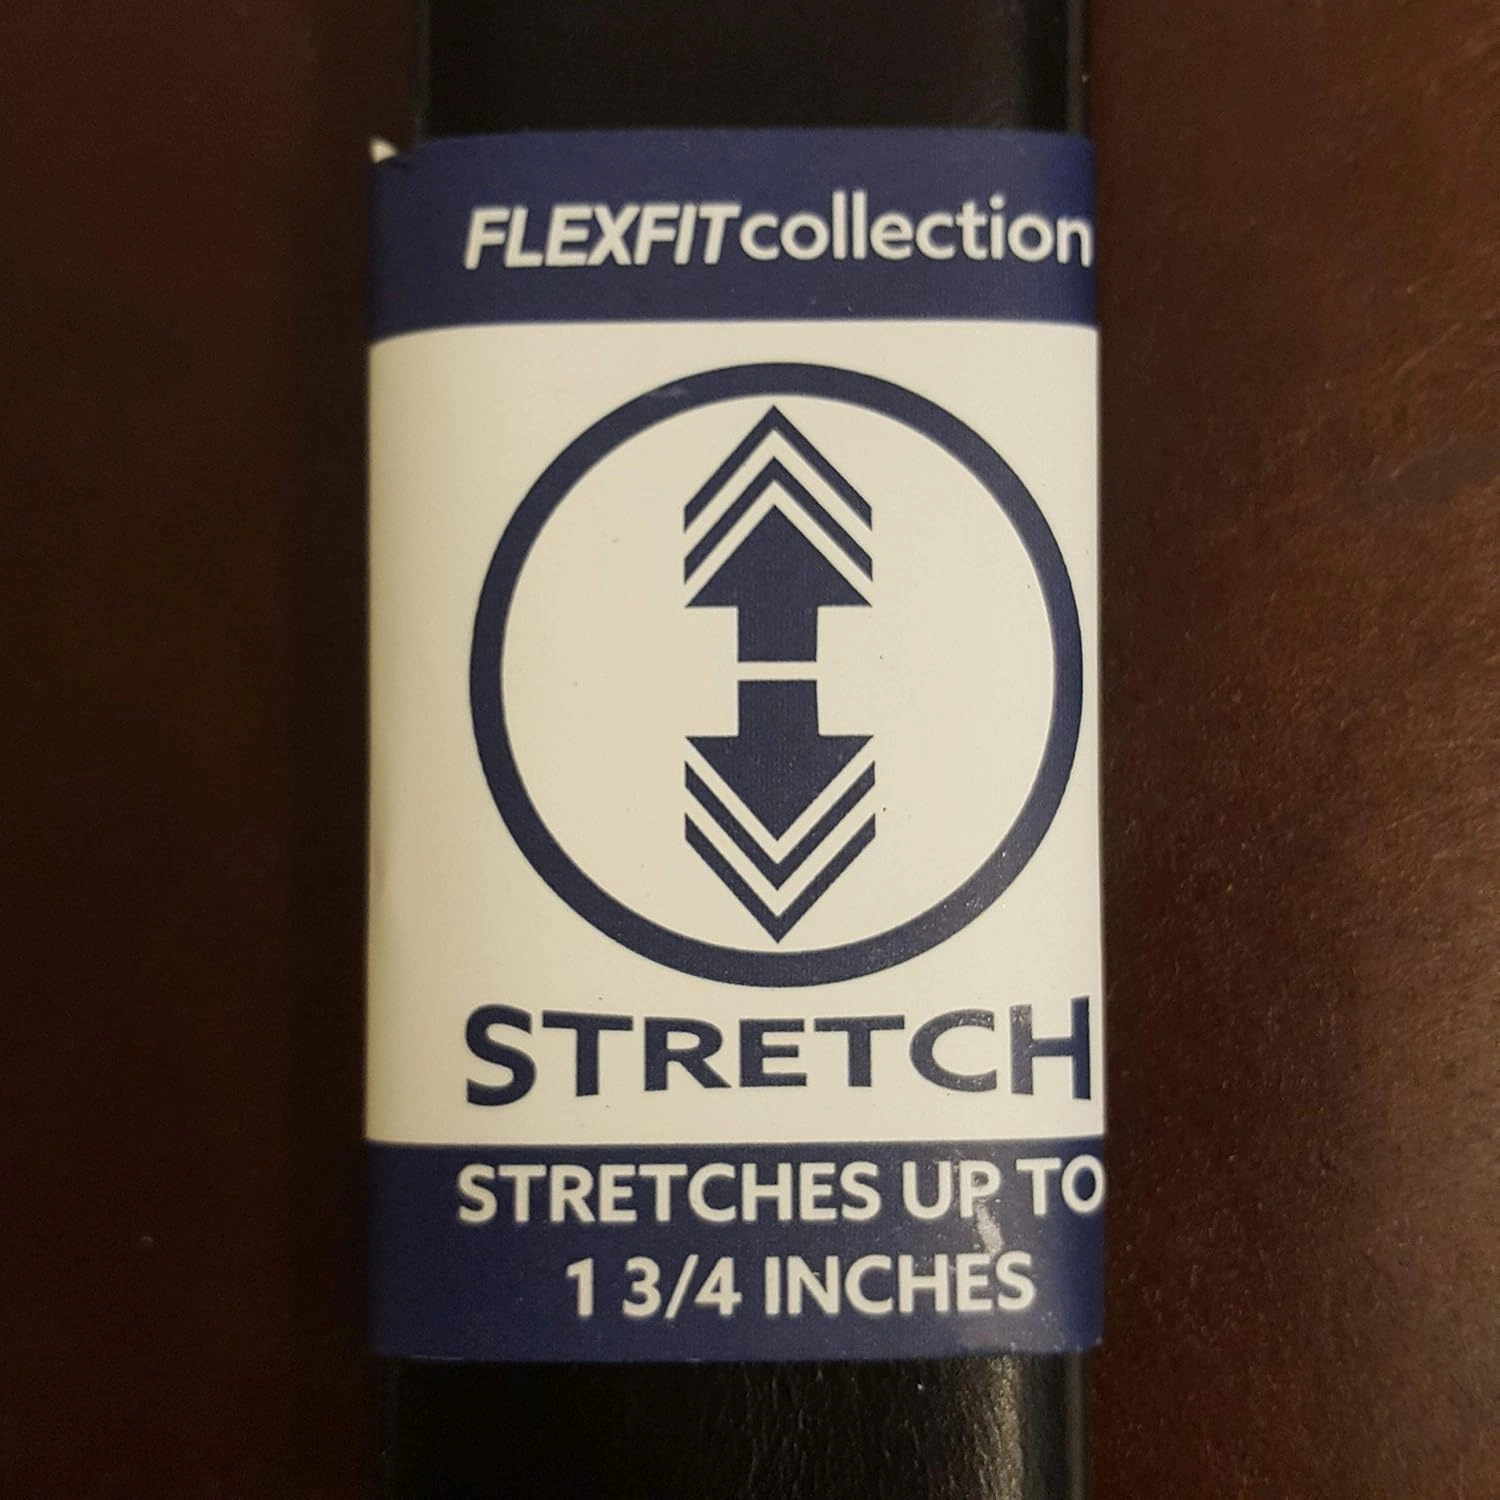 FLEXFITcollection
STRETCH
STRETCHES UP TO
1 3/4 INCHES